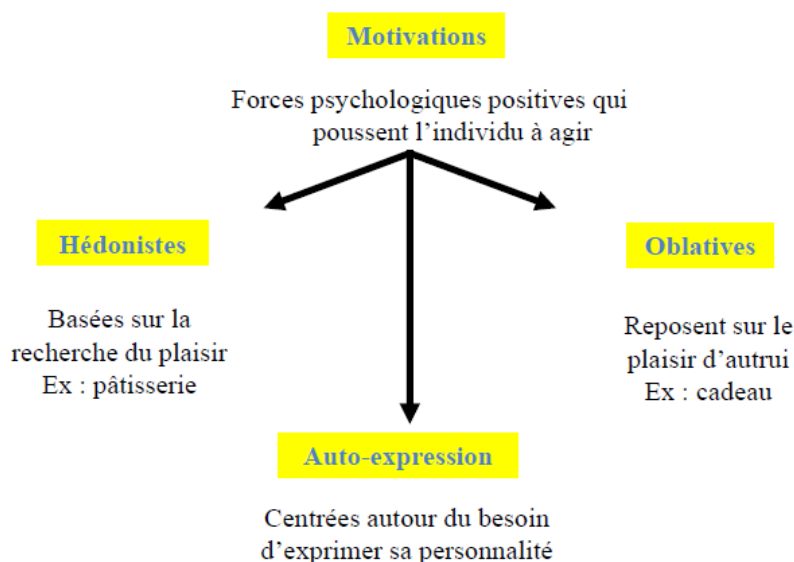 Motivations
Forces psychologiques positives qui
poussent l’individu à agir
Hédonistes
Basées sur la
recherche du plaisir
Ex : pâtisserie
Oblatives
Reposent sur le
plaisir d’autrui
Ex : cadeau
Auto-expression
Centrées autour du besoin
d’exprimer sa personnalité